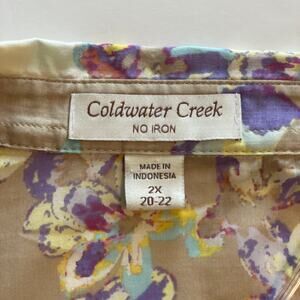 Coldwater Creek
NO IRON
MADE IN
INDONESIA
2X
20-22